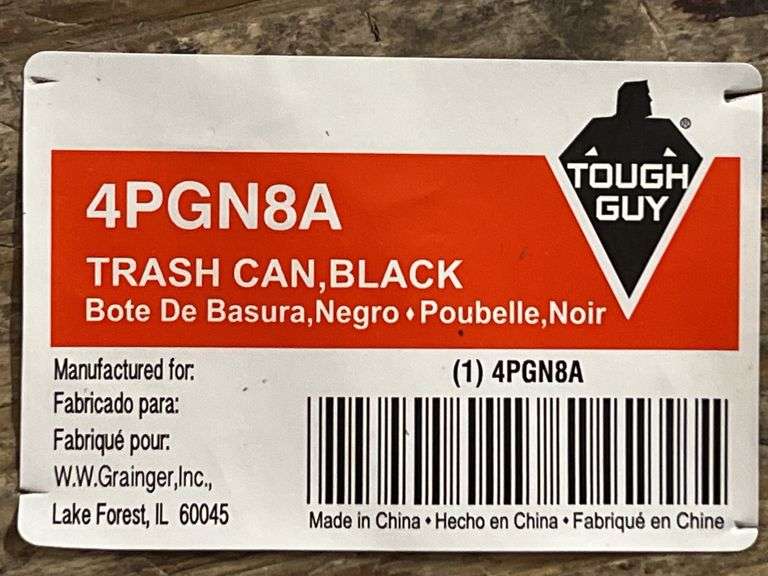 TOUGH
GUY
®
4PGN8A
TRASH CAN,BLACK
Bote De Basura,Negro ♦ Poubelle,Noir
Manufactured for:
Fabricado para:
Fabriqué pour:
W.W.Grainger,Inc.,
Lake Forest, IL 60045
(1) 4PGN8A
Made in China ♦ Hecho en China ♦ Fabriqué en Chine